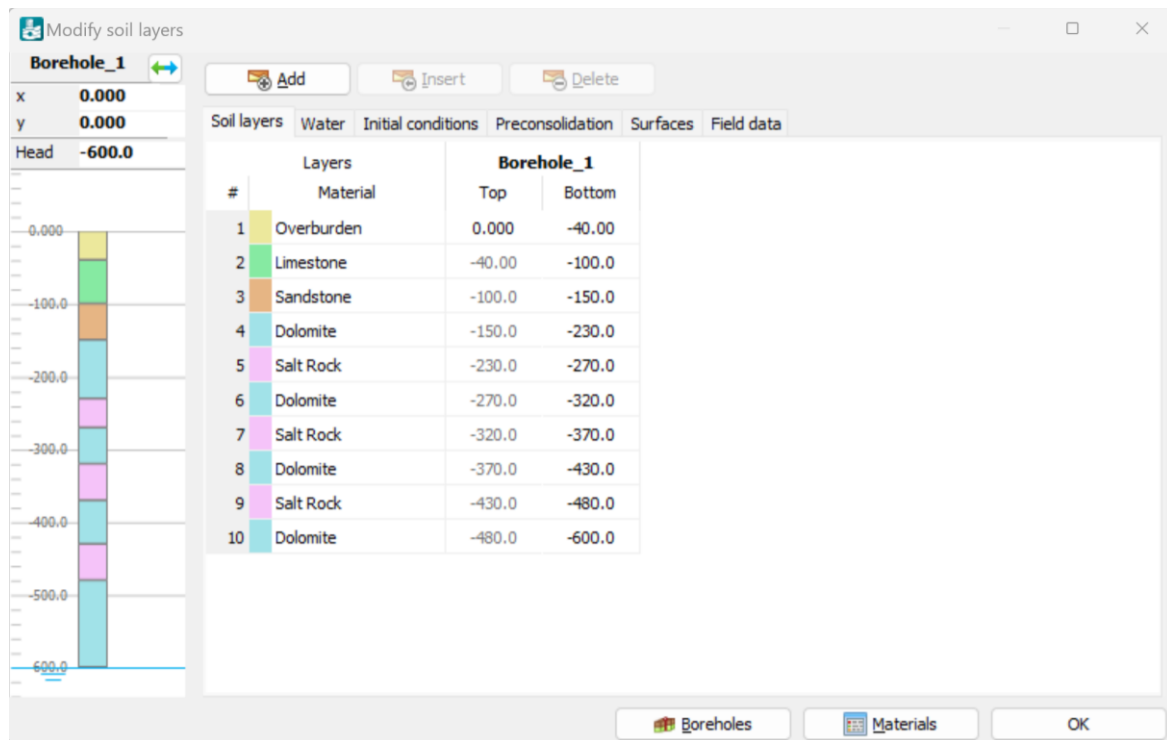 Modify soil layers
Borehole_1
x 0.000
y 0.000
Head -600.0
0.000
-100.0
-200.0
-300.0
-400.0
-500.0
-600.0
Add Insert Delete
Soil layers Water Initial conditions Preconsolidation Surfaces Field data
Layers Borehole_1
# Material Top Bottom
1 Overburden 0.000 -40.00
2 Limestone -40.00 -100.0
3 Sandstone -100.0 -150.0
4 Dolomite -150.0 -230.0
5 Salt Rock -230.0 -270.0
6 Dolomite -270.0 -320.0
7 Salt Rock -320.0 -370.0
8 Dolomite -370.0 -430.0
9 Salt Rock -430.0 -480.0
10 Dolomite -480.0 -600.0
Boreholes Materials OK